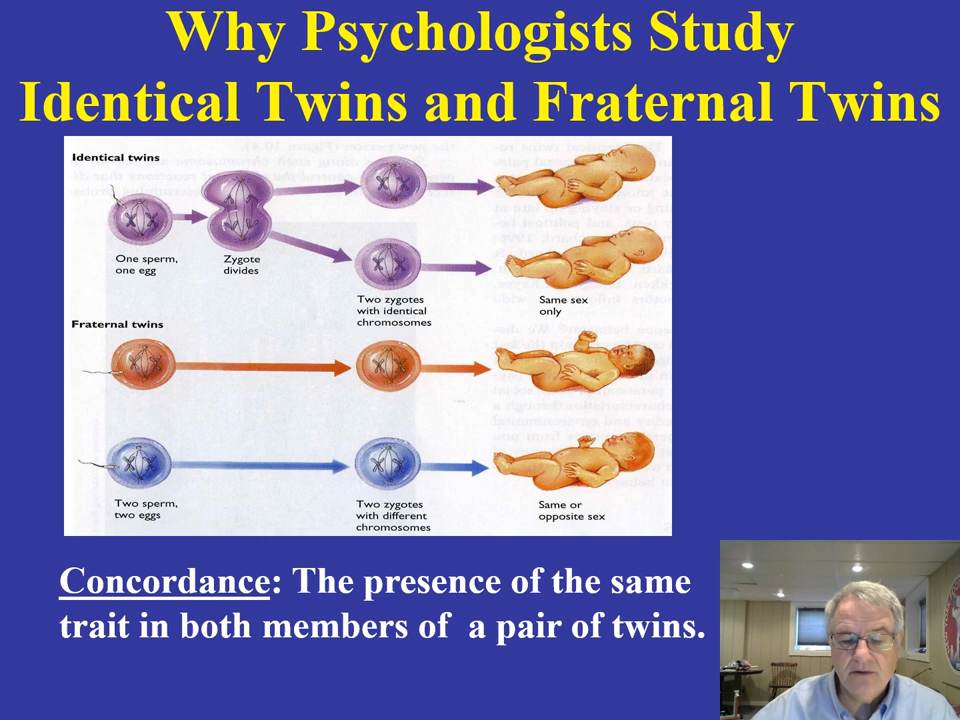 Why Psychologists Study
Identical Twins and Fraternal Twins
Identical twins
One sperm,
one egg
Zygote
divides
Two zygotes
with identical
chromosomes
Same sex
only
Fraternal twins
Two sperm,
two eggs
Two zygotes
with different
chromosomes
Same or
opposite sex
Concordance: The presence of the same
trait in both members of a pair of twins.